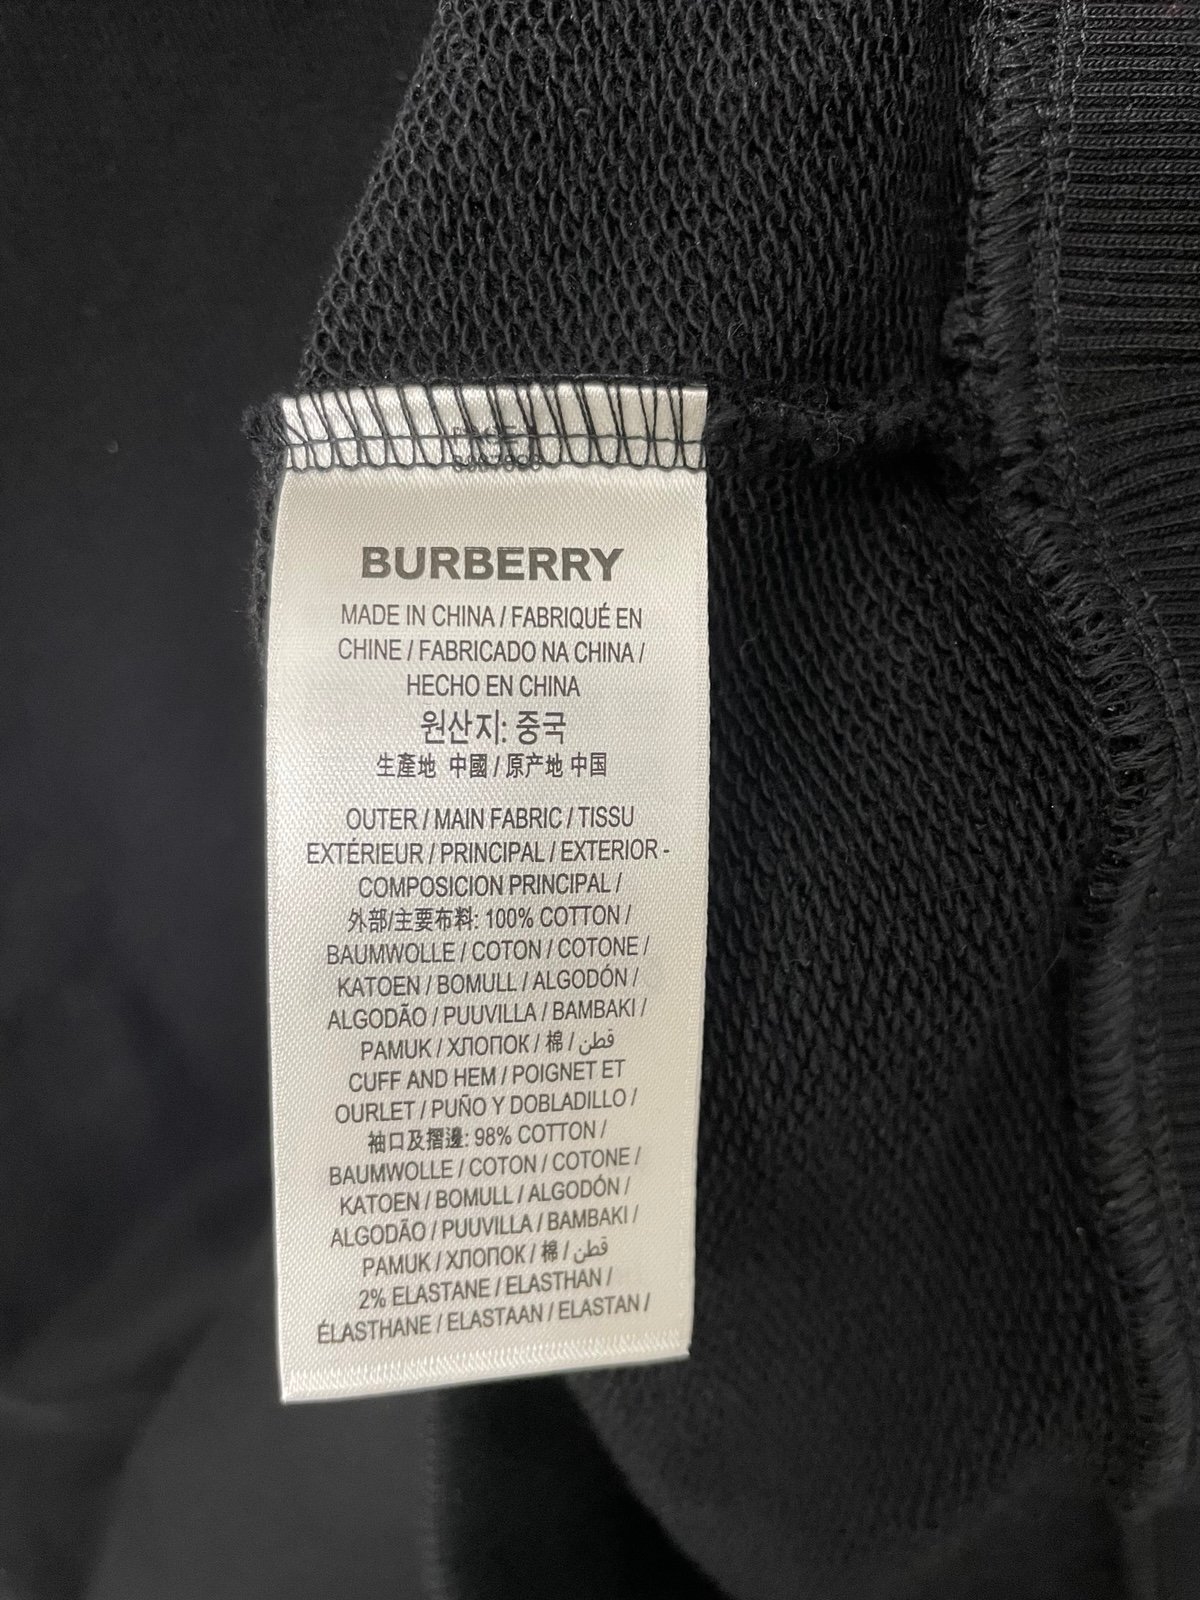 BURBERRY
MADE IN CHINA / FABRIQUÉ EN
CHINE / FABRICADO NA CHINA /
HECHO EN CHINA
원산지: 중국
生產地 中國 / 原产地 中国
OUTER / MAIN FABRIC / TISSU
EXTÉRIEUR / PRINCIPAL / EXTERIOR -
COMPOSICION PRINCIPAL /
外部/主要布料: 100% COTTON /
BAUMWOLLE / COTON / COTONE /
KATOEN / BOMULL / ALGODÓN /
ALGODÃO / PUUVILLA / BAMBAKI /
PAMUK / ХЛОПОК / 棉 / قطن
CUFF AND HEM / POIGNET ET
OURLET / PUÑO Y DOBLADILLO /
袖口及摺邊: 98% COTTON /
BAUMWOLLE / COTON / COTONE /
KATOEN / BOMULL / ALGODÓN /
ALGODÃO / PUUVILLA / BAMBAKI /
PAMUK / ХЛОПОК / 棉 / قطن
2% ELASTANE / ELASTHAN /
ÉLASTHANE / ELASTAAN / ELASTAN /